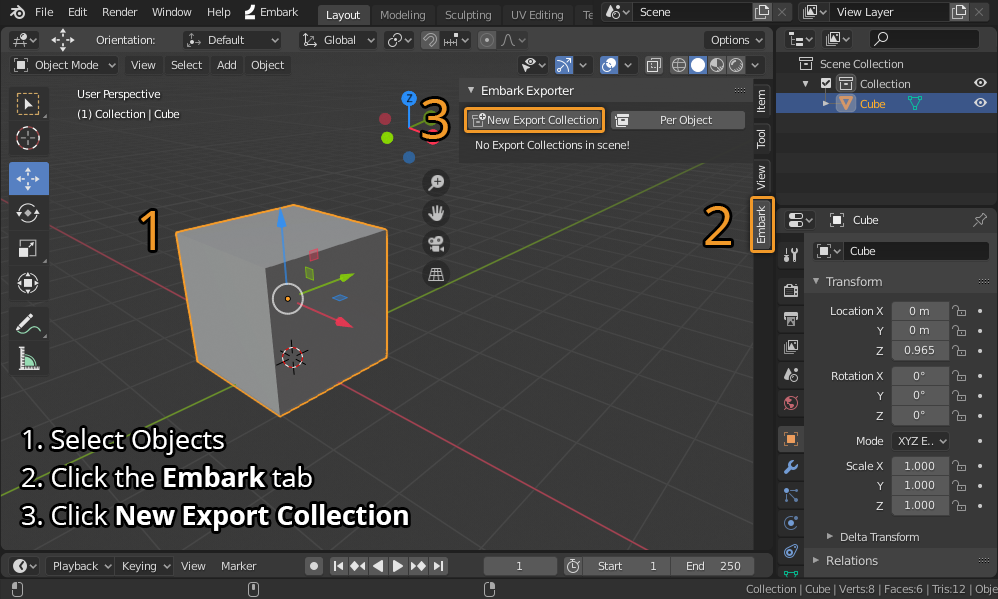 File Edit Render Window Help Embark Layout Modeling Sculpting UV Editing Te Scene View Layer
Orientation: Default Global Options
Object Mode View Select Add Object
User Perspective
(1) Collection | Cube
Z
3
Embark Exporter
New Export Collection Per Object
No Export Collections in scene!
Item
Tool
View
Embark
1
2
1. Select Objects
2. Click the Embark tab
3. Click New Export Collection
Scene Collection
Collection
Cube
Cube
Cube
Transform
Location X 0 m
Y 0 m
Z 0.965
Rotation X 0°
Y 0°
Z 0°
Mode XYZ E..
Scale X 1.000
Y 1.000
Z 1.000
Delta Transform
Relations
Playback Keying View Marker 1 Start 1 End 250
Collection | Cube | Verts:8 | Faces:6 | Tris:12 | Obje